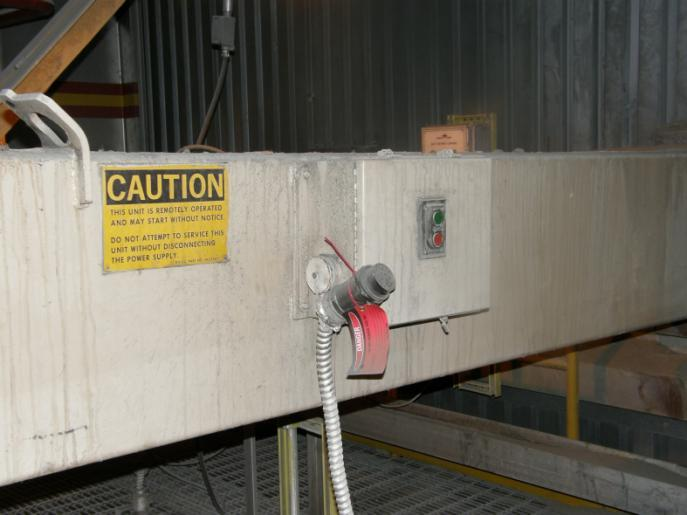 CAUTION
THIS UNIT IS REMOTELY OPERATED
AND MAY START WITHOUT NOTICE.
DO NOT ATTEMPT TO SERVICE THIS
UNIT WITHOUT DISCONNECTING
THE POWER SUPPLY.
DANGER